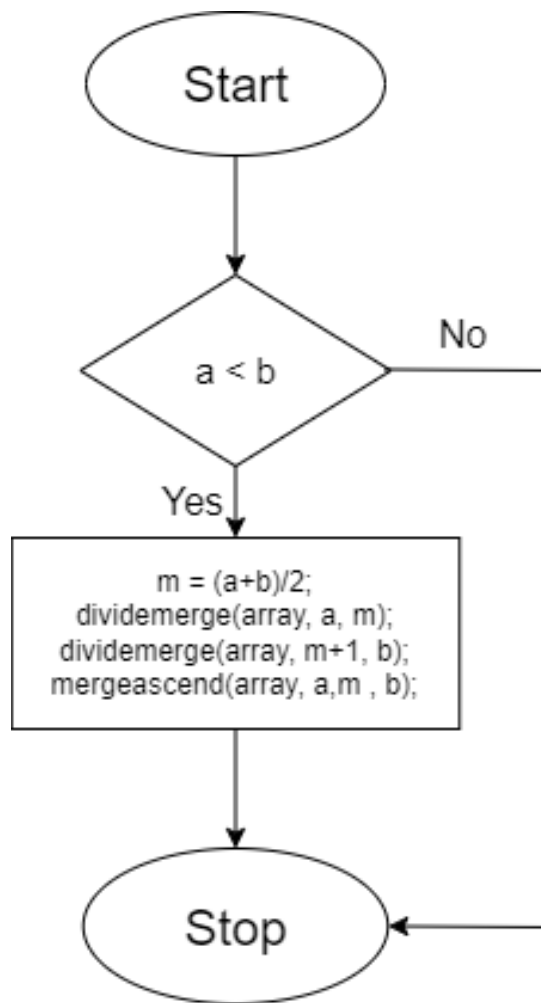 Start
a < b
No
Yes
m = (a+b)/2;
dividemerge(array, a, m);
dividemerge(array, m+1, b);
mergeascend(array, a,m , b);
Stop